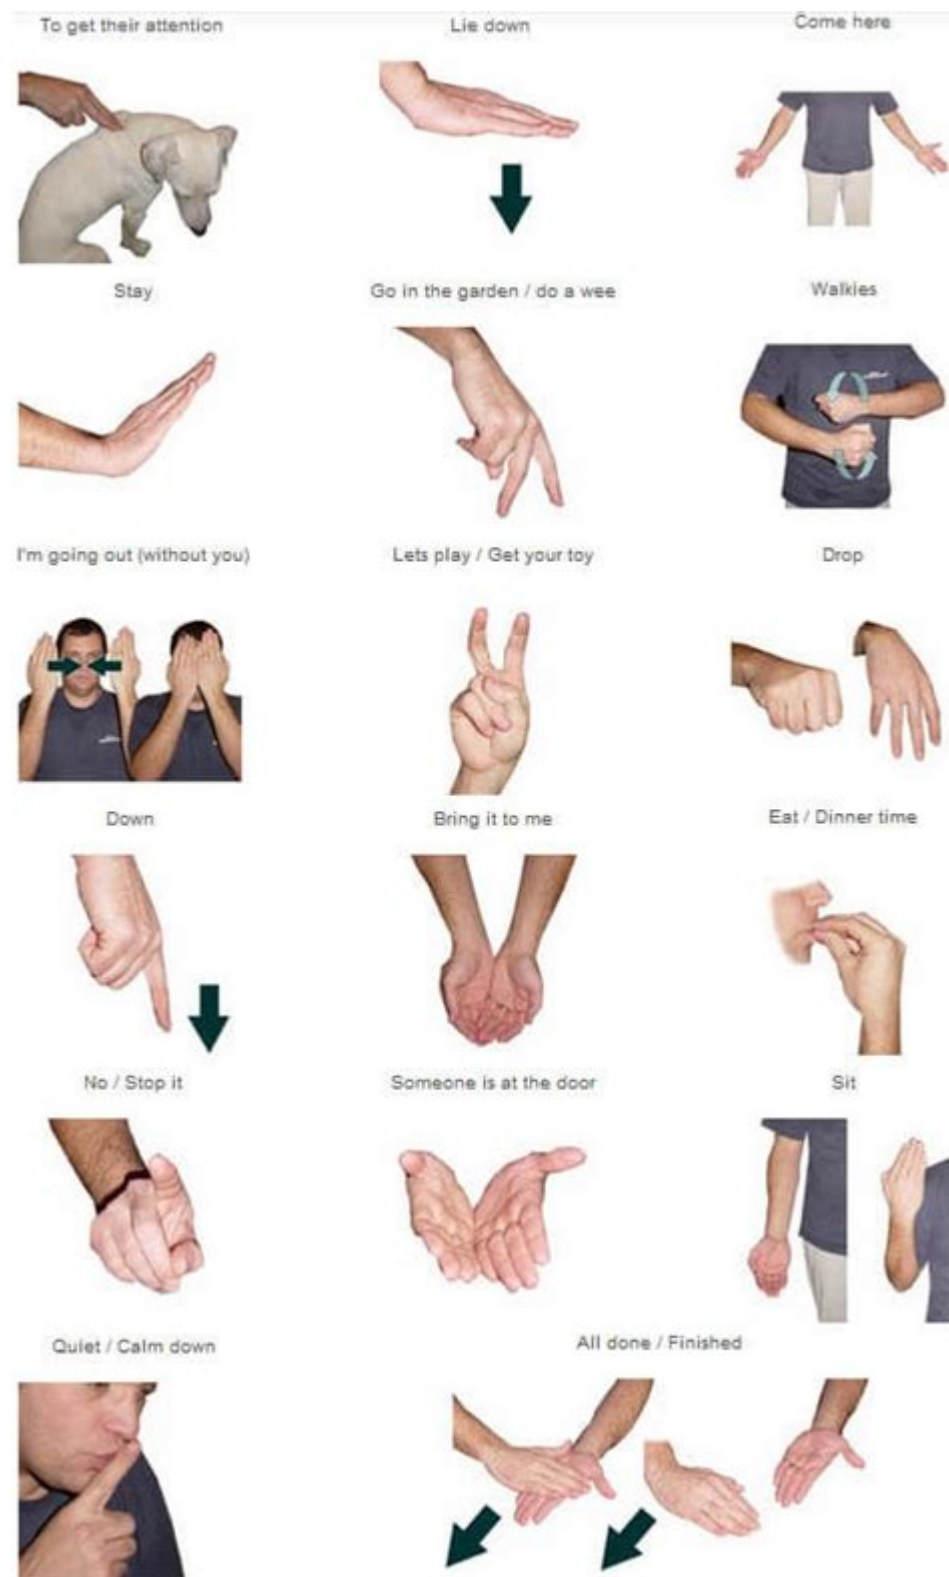 To get their attention
Lie down
Come here
Stay
Go in the garden / do a wee
Walkies
I'm going out (without you)
Lets play / Get your toy
Drop
Down
Bring it to me
Eat / Dinner time
No / Stop it
Someone is at the door
Sit
Quiet / Calm down
All done / Finished